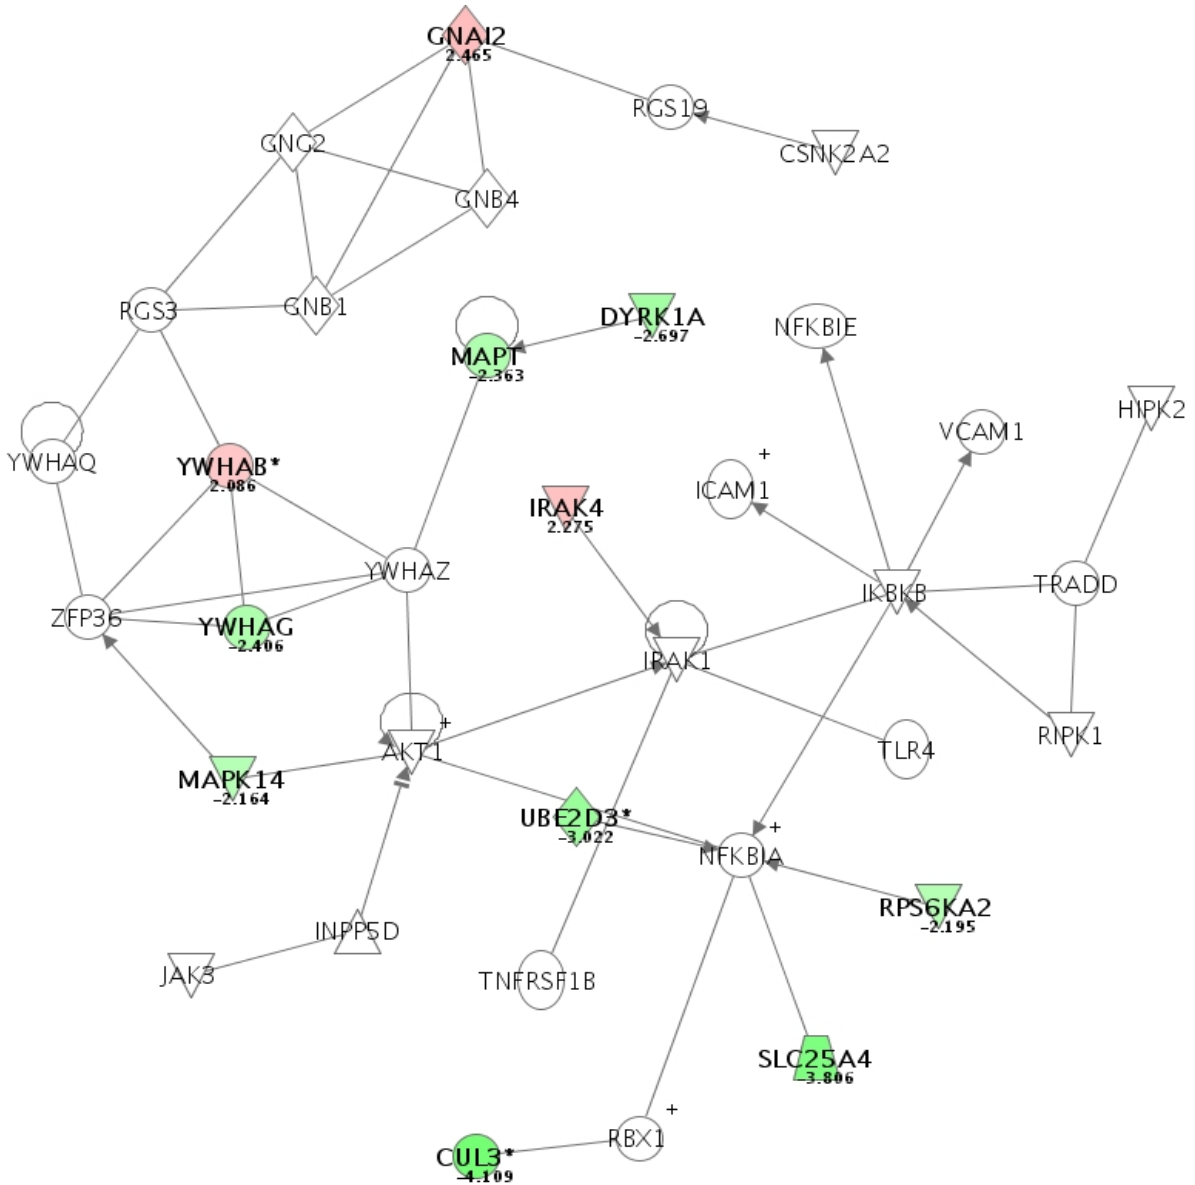 GNAI2
2.465
RGS19
GNG2
CSNK2A2
GNB4
RGS3
GNB1
DYRK1A
-2.697
NFKBIE
MAPT
-2.363
HIPK2
VCAM1
YWHAQ
YWHAB*
2.086
+
ICAM1
IRAK4
2.275
YWHAZ
IKBKB
TRADD
ZFP36
YWHAG
-2.406
IRAK1
+
AKT1
TLR4
RIPK1
MAPK14
-2.164
UBE2D3*
-3.022
+
NFKBIA
RPS6KA2
-2.195
INPP5D
JAK3
TNFRSF1B
SLC25A4
-3.806
+
RBX1
CUL3*
-4.109